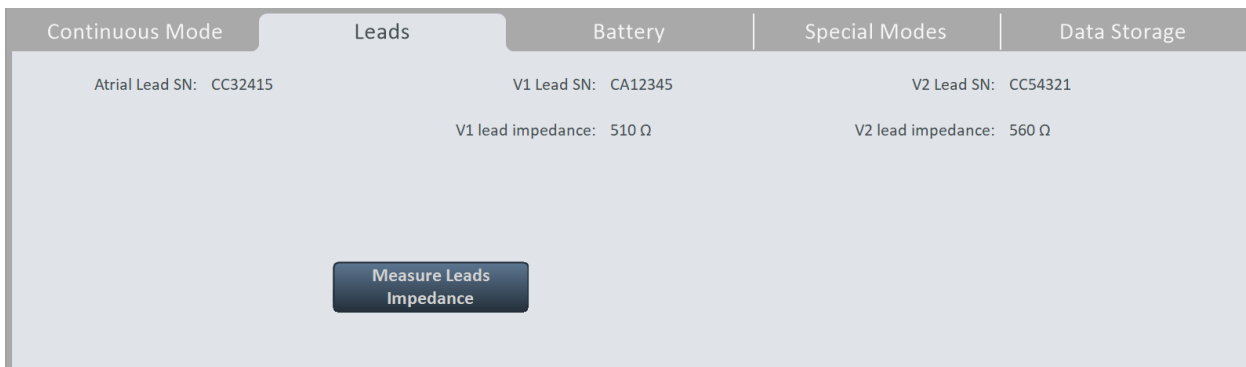 Continuous Mode Leads Battery Special Modes Data Storage
Atrial Lead SN: CC32415 V1 Lead SN: CA12345 V2 Lead SN: CC54321
V1 lead impedance: 510 Ω V2 lead impedance: 560 Ω
Measure Leads
Impedance